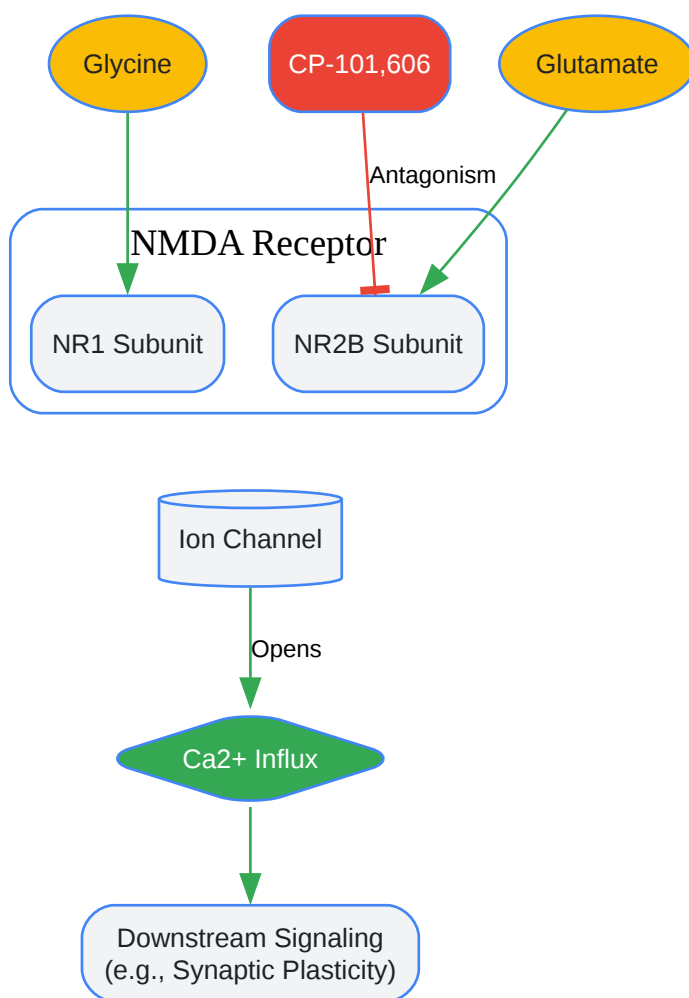 Glycine
CP-101,606
Glutamate
Antagonism
NMDA Receptor
NR1 Subunit
NR2B Subunit
Ion Channel
Opens
Ca2+ Influx
Downstream Signaling
(e.g., Synaptic Plasticity)